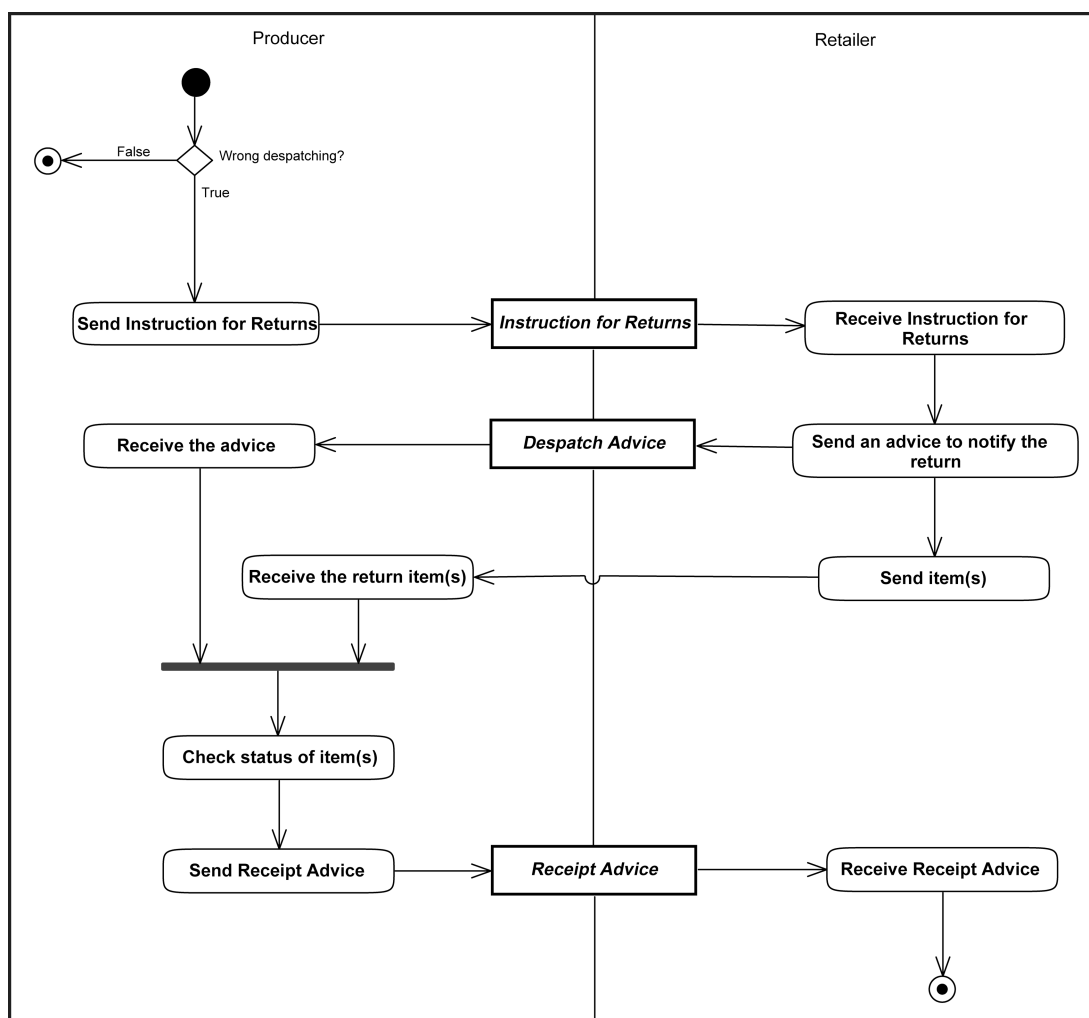 Producer
Retailer
False
Wrong despatching?
True
Send Instruction for Returns
Instruction for Returns
Receive Instruction for
Returns
Receive the advice
Despatch Advice
Send an advice to notify the
return
Receive the return item(s)
Send item(s)
Check status of item(s)
Send Receipt Advice
Receipt Advice
Receive Receipt Advice